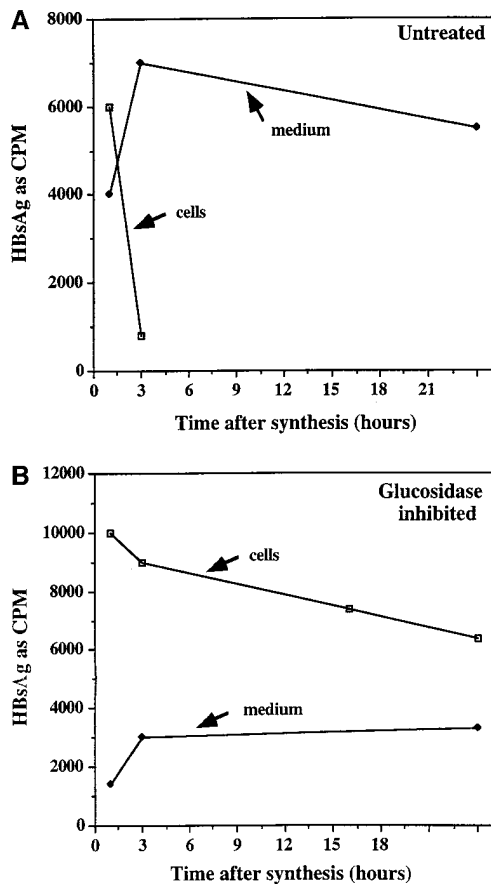 A
Untreated
8000
6000
4000
2000
0
HBsAg as CPM
medium
cells
0 3 6 9 12 15 18 21
Time after synthesis (hours)
B
Glucosidase
inhibited
12000
10000
8000
6000
4000
2000
0
HBsAg as CPM
cells
medium
0 3 6 9 12 15 18
Time after synthesis (hours)